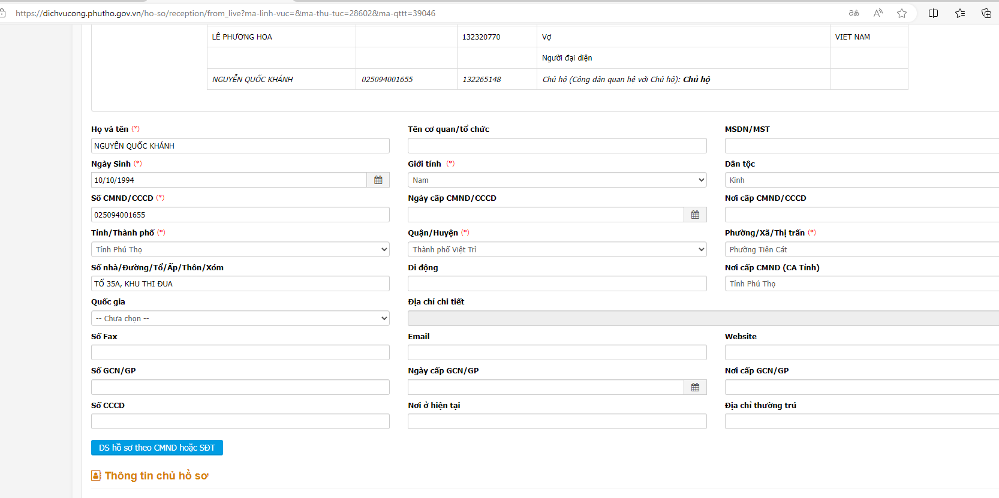 https://dichvucong.phutho.gov.vn/ho-so/reception/from_live?ma-linh-vuc=&ma-thu-tuc=28602&ma-qttt=39046
LÊ PHƯƠNG HOA 132320770 Vợ VIET NAM
Người đại diện
NGUYỄN QUỐC KHÁNH 025094001655 132265148 Chủ hộ (Công dân quan hệ với Chủ hộ): Chủ hộ
Họ và tên (*) Tên cơ quan/tổ chức MSDN/MST
NGUYỄN QUỐC KHÁNH
Ngày Sinh (*) Giới tính (*) Dân tộc
10/10/1994 Nam Kinh
Số CMND/CCCD (*) Ngày cấp CMND/CCCD Nơi cấp CMND/CCCD
025094001655
Tỉnh/Thành phố (*) Quận/Huyện (*) Phường/Xã/Thị trấn (*)
Tỉnh Phú Thọ Thành phố Việt Trì Phường Tiên Cát
Số nhà/Đường/Tổ/Ấp/Thôn/Xóm Di động Nơi cấp CMND (CA Tỉnh)
TỔ 35A, KHU THI ĐUA Tỉnh Phú Thọ
Quốc gia Địa chỉ chi tiết
-- Chưa chọn --
Số Fax Email Website
Số GCN/GP Ngày cấp GCN/GP Nơi cấp GCN/GP
Số CCCD Nơi ở hiện tại Địa chỉ thường trú
DS hồ sơ theo CMND hoặc SĐT
Thông tin chủ hồ sơ